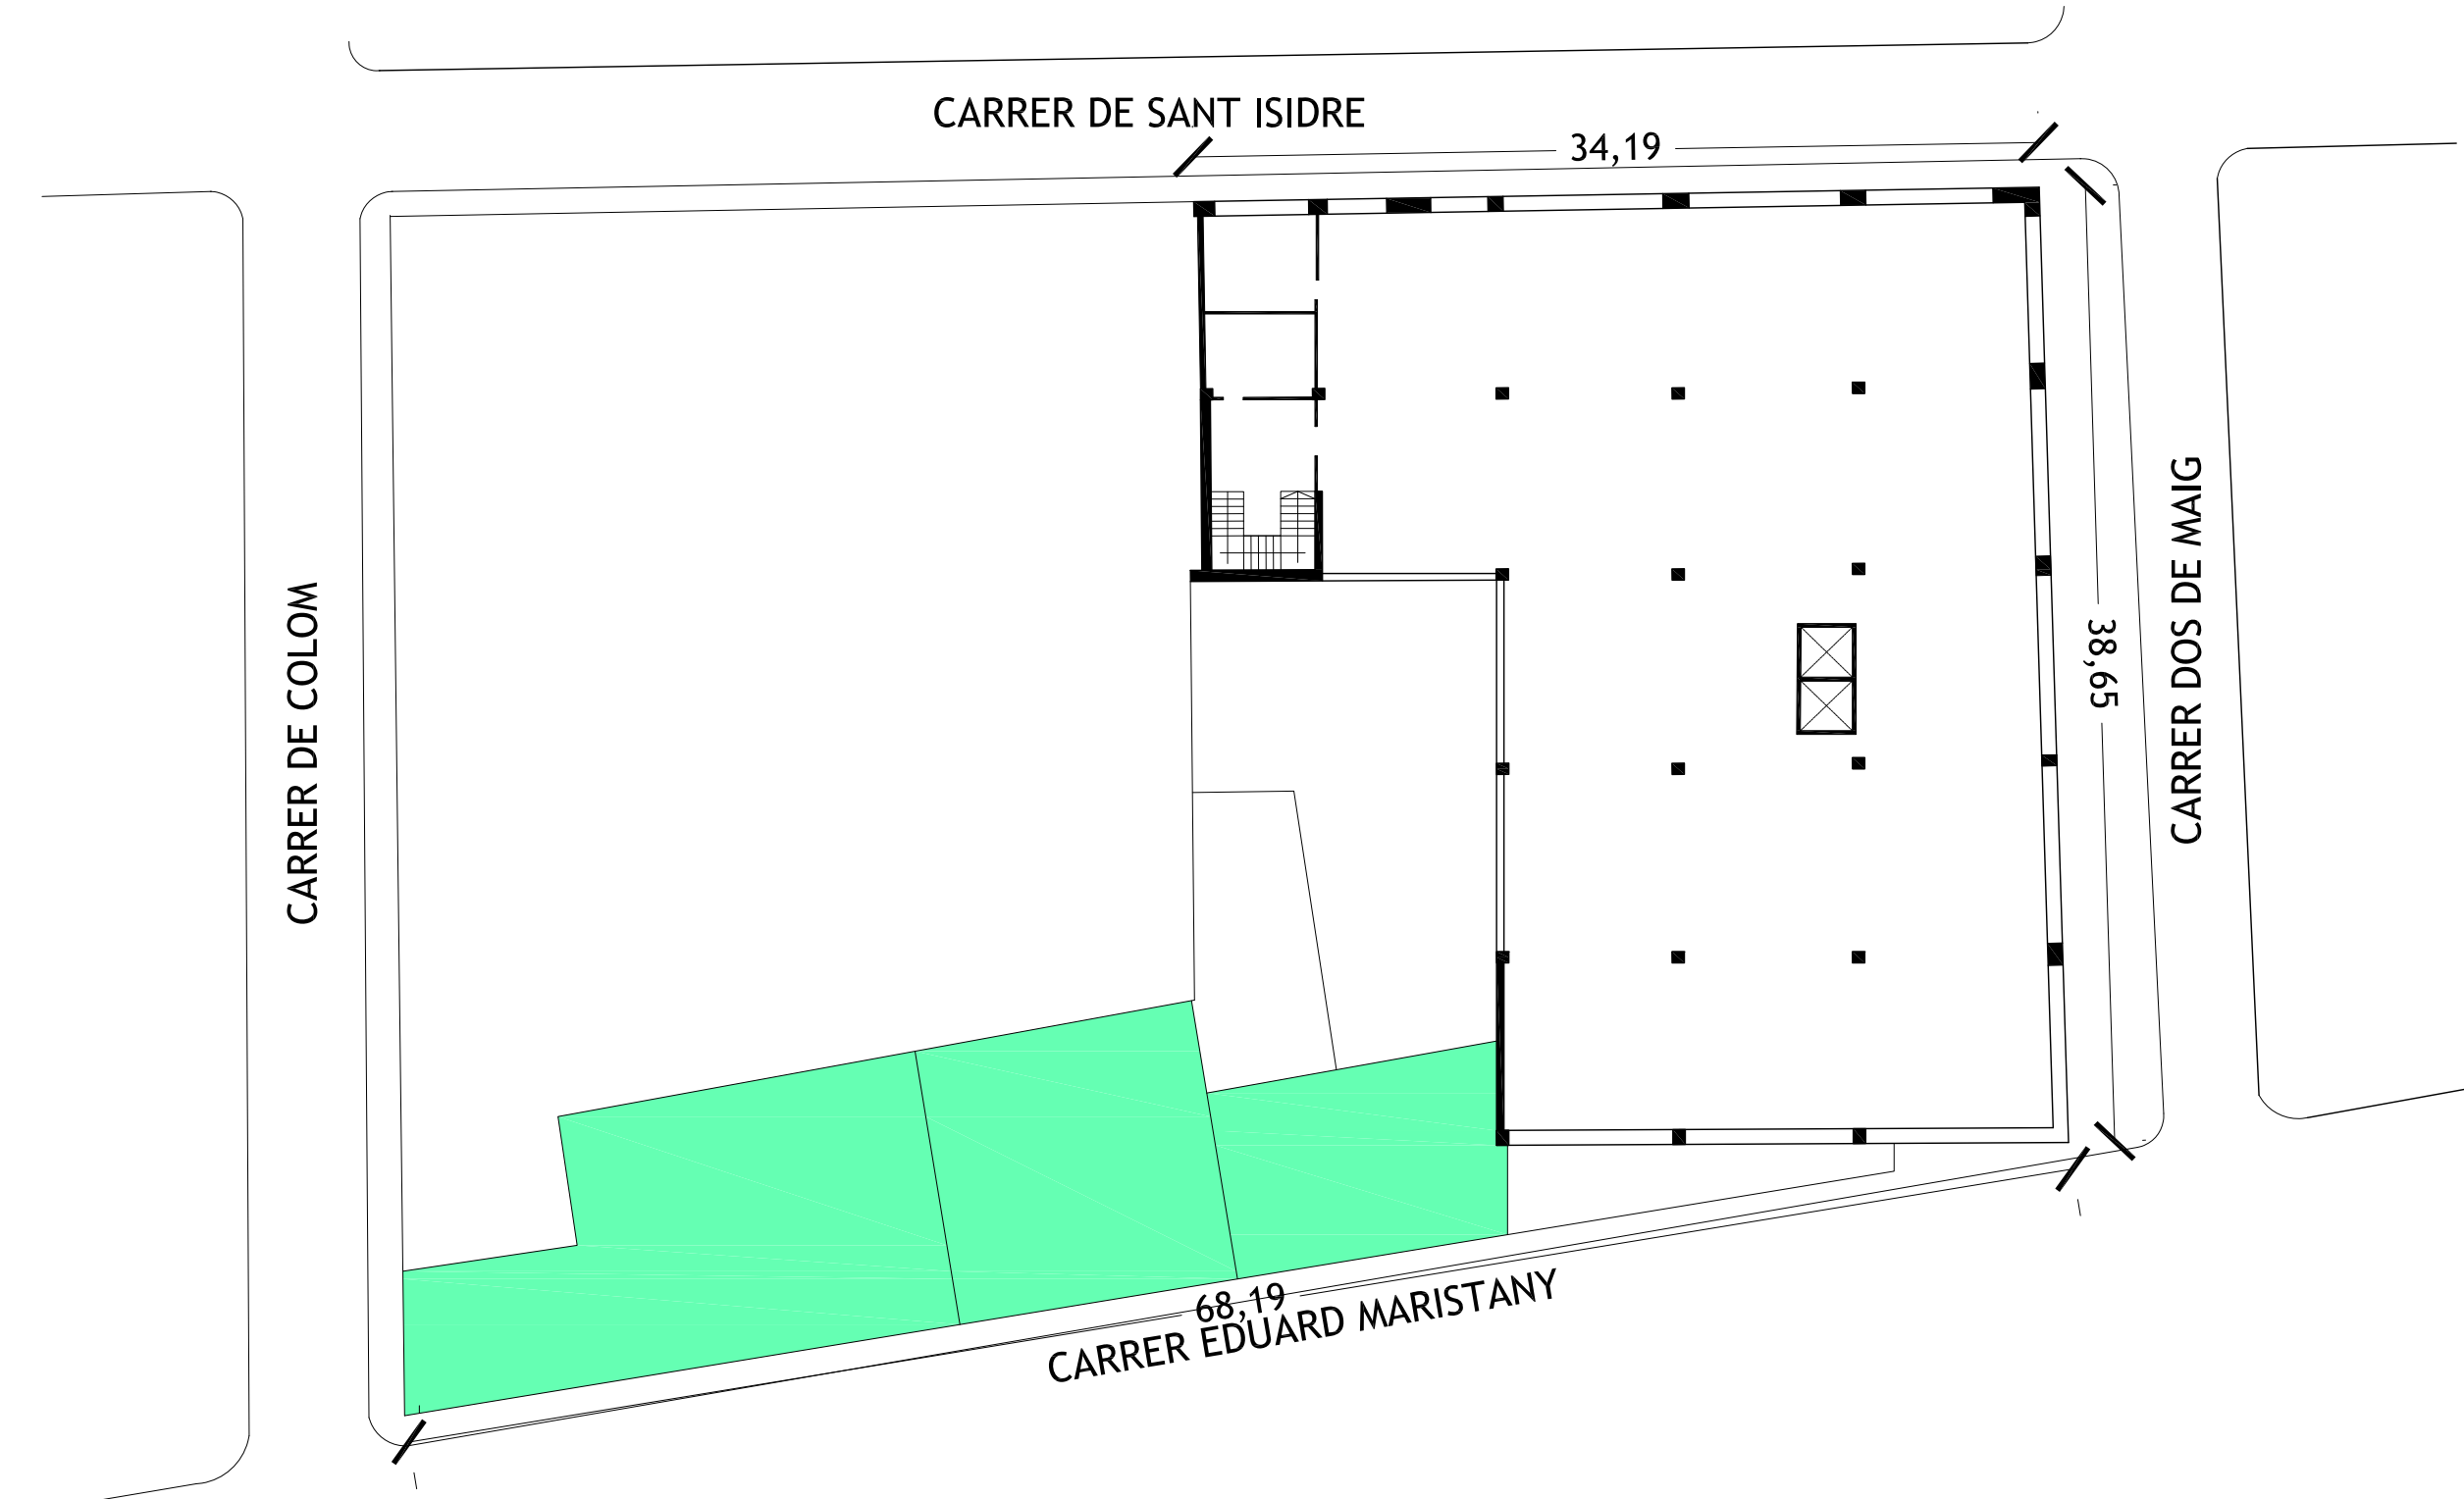 CARRER DE SANT ISIDRE
34,19
CARRER DE COLOM
38,65
CARRER DOS DE MAIG
68,19
CARRER EDUARD MARISTANY